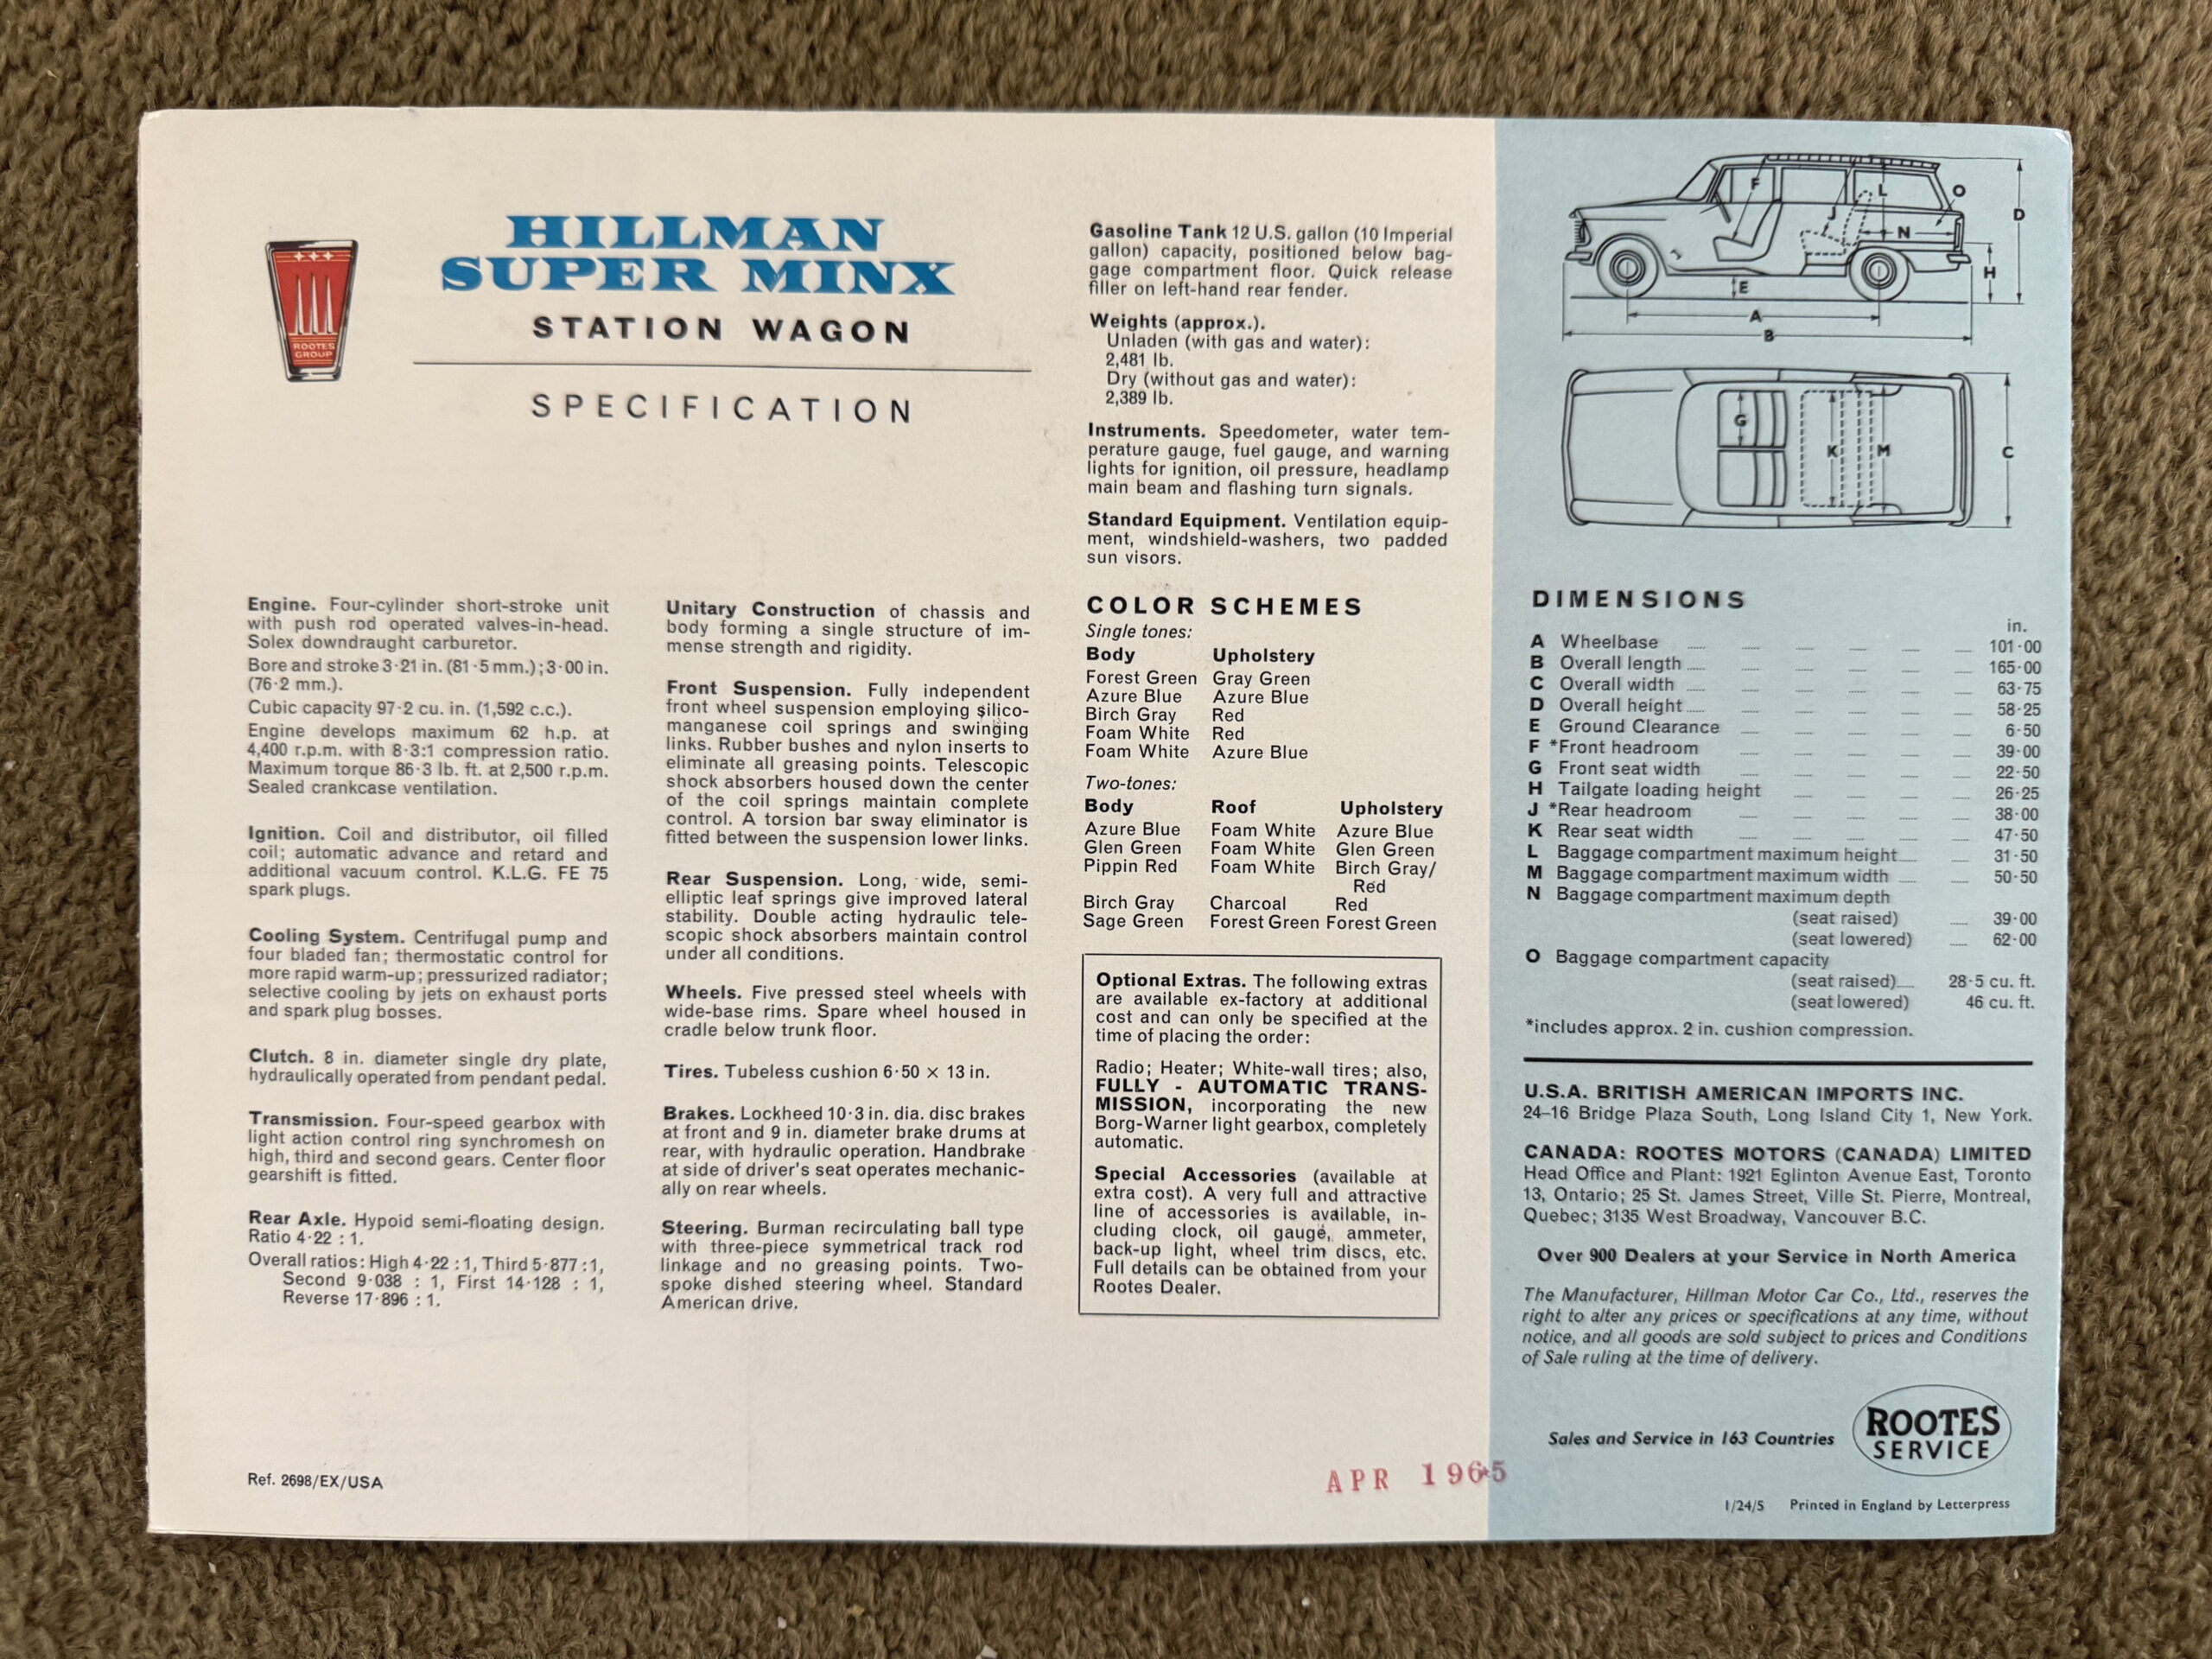 ROOTES
GROUP
HILLMAN
SUPER MINX
STATION WAGON
SPECIFICATION
Engine. Four-cylinder short-stroke unit
with push rod operated valves-in-head.
Solex downdraught carburetor.
Bore and stroke 3·21 in. (81·5 mm.); 3·00 in.
(76·2 mm.).
Cubic capacity 97·2 cu. in. (1,592 c.c.).
Engine develops maximum 62 h.p. at
4,400 r.p.m. with 8·3:1 compression ratio.
Maximum torque 86·3 lb. ft. at 2,500 r.p.m.
Sealed crankcase ventilation.
Ignition. Coil and distributor, oil filled
coil; automatic advance and retard and
additional vacuum control. K.L.G. FE 75
spark plugs.
Cooling System. Centrifugal pump and
four bladed fan; thermostatic control for
more rapid warm-up; pressurized radiator;
selective cooling by jets on exhaust ports
and spark plug bosses.
Clutch. 8 in. diameter single dry plate,
hydraulically operated from pendant pedal.
Transmission. Four-speed gearbox with
light action control ring synchromesh on
high, third and second gears. Center floor
gearshift is fitted.
Rear Axle. Hypoid semi-floating design.
Ratio 4·22 : 1.
Overall ratios: High 4·22 : 1, Third 5·877 : 1,
Second 9·038 : 1, First 14·128 : 1,
Reverse 17·896 : 1.
Ref. 2698/EX/USA
Unitary Construction of chassis and
body forming a single structure of im-
mense strength and rigidity.
Front Suspension. Fully independent
front wheel suspension employing silico-
manganese coil springs and swinging
links. Rubber bushes and nylon inserts to
eliminate all greasing points. Telescopic
shock absorbers housed down the center
of the coil springs maintain complete
control. A torsion bar sway eliminator is
fitted between the suspension lower links.
Rear Suspension. Long, wide, semi-
elliptic leaf springs give improved lateral
stability. Double acting hydraulic tele-
scopic shock absorbers maintain control
under all conditions.
Wheels. Five pressed steel wheels with
wide-base rims. Spare wheel housed in
cradle below trunk floor.
Tires. Tubeless cushion 6·50 × 13 in.
Brakes. Lockheed 10·3 in. dia. disc brakes
at front and 9 in. diameter brake drums at
rear, with hydraulic operation. Handbrake
at side of driver's seat operates mechanic-
ally on rear wheels.
Steering. Burman recirculating ball type
with three-piece symmetrical track rod
linkage and no greasing points. Two-
spoke dished steering wheel. Standard
American drive.
Gasoline Tank 12 U.S. gallon (10 Imperial
gallon) capacity, positioned below bag-
gage compartment floor. Quick release
filler on left-hand rear fender.
Weights (approx.).
Unladen (with gas and water):
2,481 lb.
Dry (without gas and water):
2,389 lb.
Instruments. Speedometer, water tem-
perature gauge, fuel gauge, and warning
lights for ignition, oil pressure, headlamp
main beam and flashing turn signals.
Standard Equipment. Ventilation equip-
ment, windshield-washers, two padded
sun visors.
COLOR SCHEMES
Single tones:
Body Upholstery
Forest Green Gray Green
Azure Blue Azure Blue
Birch Gray Red
Foam White Red
Foam White Azure Blue
Two-tones:
Body Roof Upholstery
Azure Blue Foam White Azure Blue
Glen Green Foam White Glen Green
Pippin Red Foam White Birch Gray/
Red
Birch Gray Charcoal Red
Sage Green Forest Green Forest Green
Optional Extras. The following extras
are available ex-factory at additional
cost and can only be specified at the
time of placing the order:
Radio; Heater; White-wall tires; also,
FULLY - AUTOMATIC TRANS-
MISSION, incorporating the new
Borg-Warner light gearbox, completely
automatic.
Special Accessories (available at
extra cost). A very full and attractive
line of accessories is available, in-
cluding clock, oil gauge, ammeter,
back-up light, wheel trim discs, etc.
Full details can be obtained from your
Rootes Dealer.
APR 1965
F
L
O
J
D
N
H
E
A
B
G
K
M
C
DIMENSIONS
in.
A Wheelbase 101·00
B Overall length 165·00
C Overall width 63·75
D Overall height 58·25
E Ground Clearance 6·50
F *Front headroom 39·00
G Front seat width 22·50
H Tailgate loading height 26·25
J *Rear headroom 38·00
K Rear seat width 47·50
L Baggage compartment maximum height 31·50
M Baggage compartment maximum width 50·50
N Baggage compartment maximum depth
(seat raised) 39·00
(seat lowered) 62·00
O Baggage compartment capacity
(seat raised) 28·5 cu. ft.
(seat lowered) 46 cu. ft.
*includes approx. 2 in. cushion compression.
U.S.A. BRITISH AMERICAN IMPORTS INC.
24–16 Bridge Plaza South, Long Island City 1, New York.
CANADA: ROOTES MOTORS (CANADA) LIMITED
Head Office and Plant: 1921 Eglinton Avenue East, Toronto
13, Ontario; 25 St. James Street, Ville St. Pierre, Montreal,
Quebec; 3135 West Broadway, Vancouver B.C.
Over 900 Dealers at your Service in North America
The Manufacturer, Hillman Motor Car Co., Ltd., reserves the
right to alter any prices or specifications at any time, without
notice, and all goods are sold subject to prices and Conditions
of Sale ruling at the time of delivery.
Sales and Service in 163 Countries
ROOTES
SERVICE
1/24/5 Printed in England by Letterpress